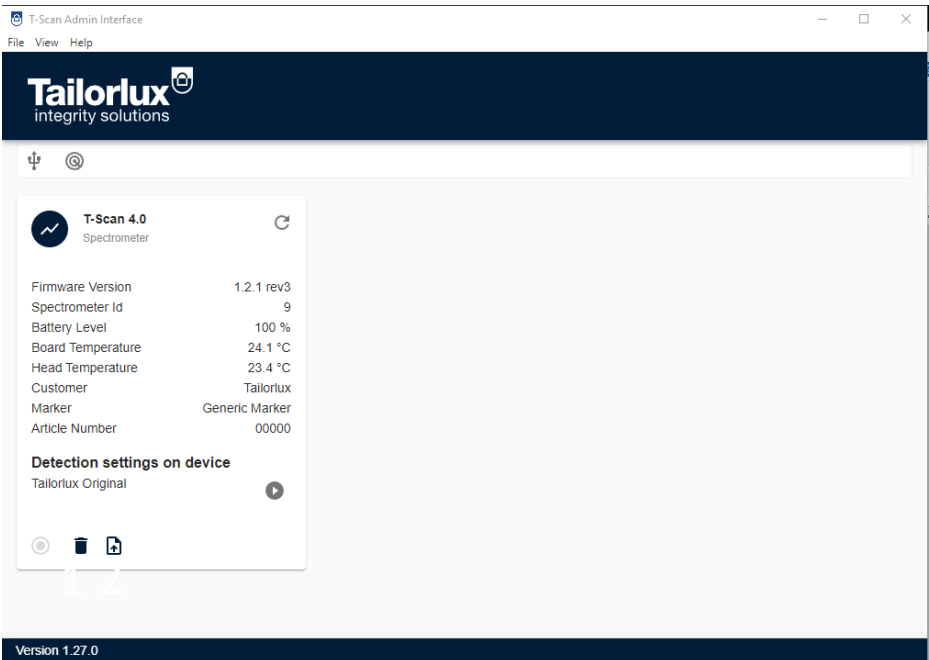 T-Scan Admin Interface
File View Help
Tailorlux
integrity solutions
T-Scan 4.0
Spectrometer
Firmware Version 1.2.1 rev3
Spectrometer Id 9
Battery Level 100 %
Board Temperature 24.1 °C
Head Temperature 23.4 °C
Customer Tailorlux
Marker Generic Marker
Article Number 00000
Detection settings on device
Tailorlux Original
1 2
Version 1.27.0